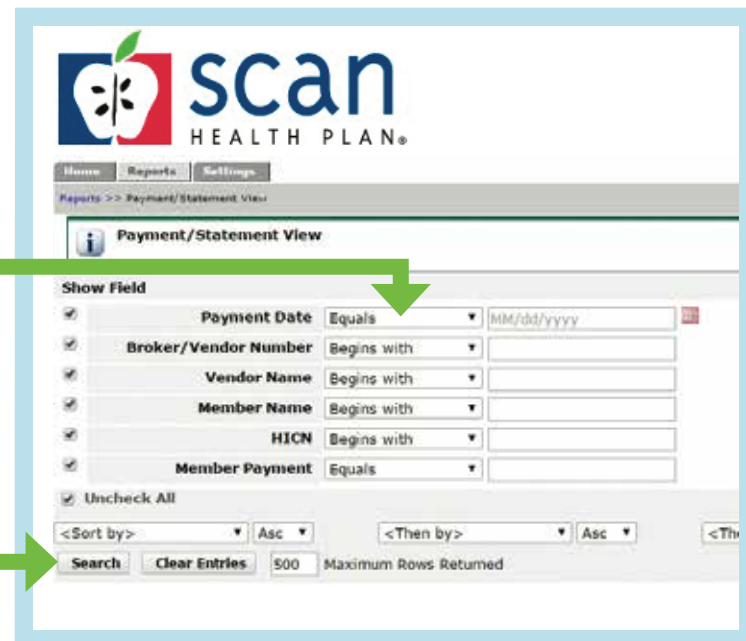 scan
HEALTH PLAN®
Home Reports Settings
Reports >> Payment/Statement View
i Payment/Statement View
Show Field
Payment Date Equals MM/dd/yyyy
Broker/Vendor Number Begins with
Vendor Name Begins with
Member Name Begins with
HICN Begins with
Member Payment Equals
Uncheck All
<Sort by> Asc <Then by> Asc <The
Search Clear Entries 500 Maximum Rows Returned